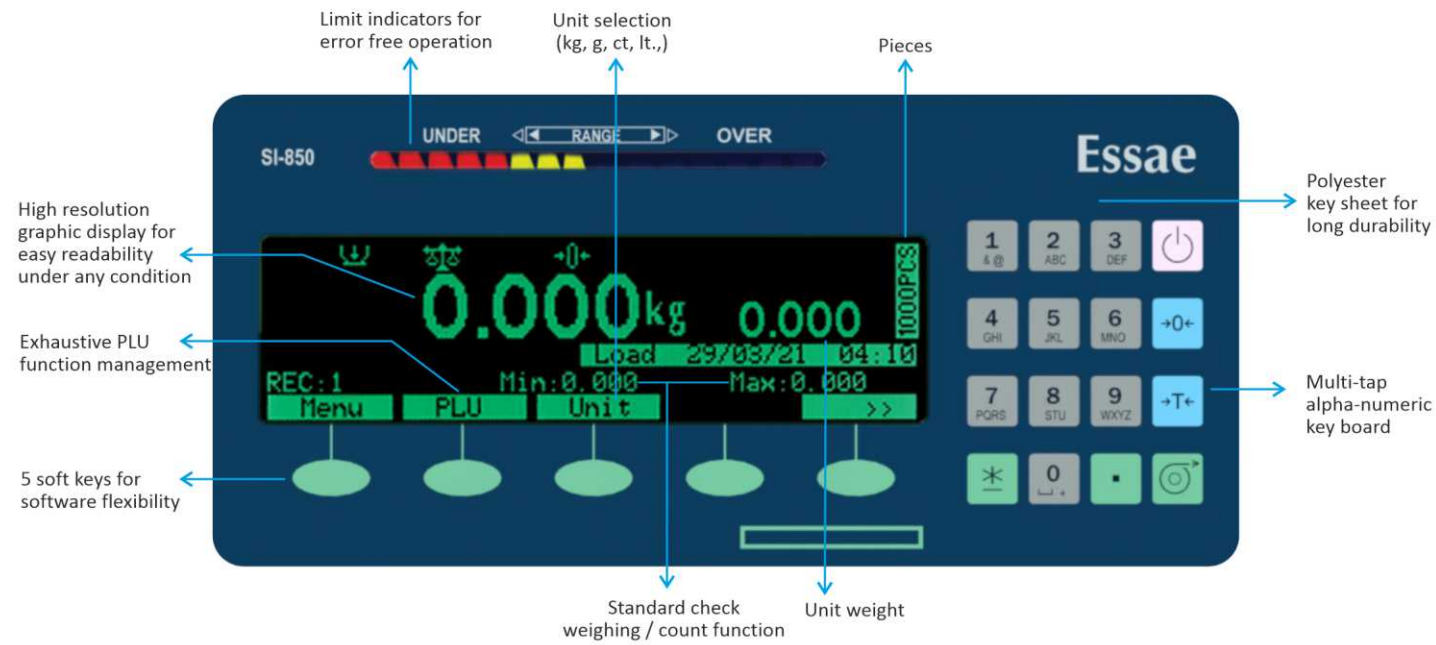 Limit indicators for
error free operation
Unit selection
(kg, g, ct, lt.,)
Pieces
SI-850
UNDER
RANGE
OVER
Essae
High resolution
graphic display for
easy readability
under any condition
Exhaustive PLU
function management
5 soft keys for
software flexibility
→0←
0.000kg
0.000
1000PCS
Load 29/03/21 04:10
REC:1 Min:0.000 Max:0.000
Menu PLU Unit >>
1 2 3
& @ ABC DEF
4 5 6 →0←
GHI JKL MNO
7 8 9 →T←
PQRS STU WXYZ
* 0 .
Polyester
key sheet for
long durability
Multi-tap
alpha-numeric
key board
Standard check
weighing / count function
Unit weight